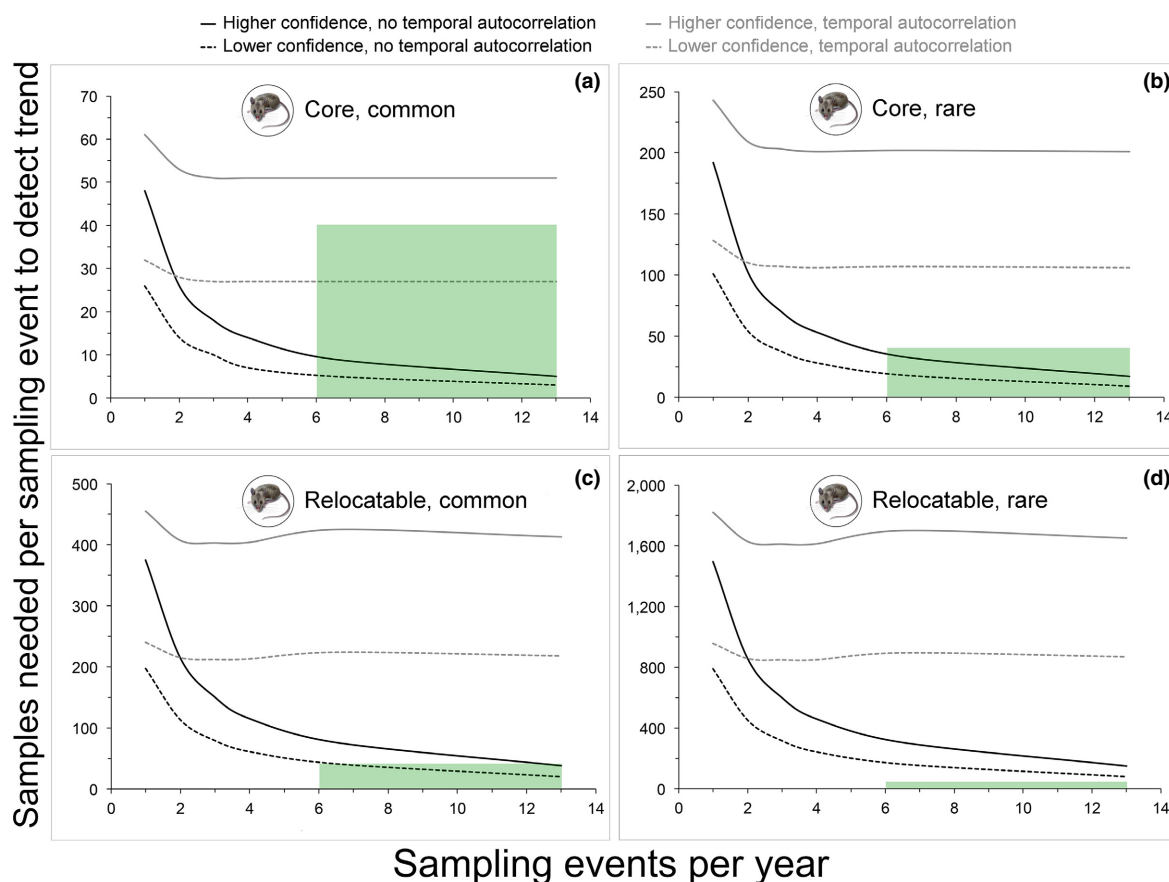 Higher confidence, no temporal autocorrelation
Lower confidence, no temporal autocorrelation
Higher confidence, temporal autocorrelation
Lower confidence, temporal autocorrelation
Samples needed per sampling event to detect trend
(a)
Core, common
70
60
50
40
30
20
10
0
0 2 4 6 8 10 12 14
(b)
Core, rare
250
200
150
100
50
0
0 2 4 6 8 10 12 14
(c)
Relocatable, common
500
400
300
200
100
0
0 2 4 6 8 10 12 14
(d)
Relocatable, rare
2,000
1,600
1,200
800
400
0
0 2 4 6 8 10 12 14
Sampling events per year